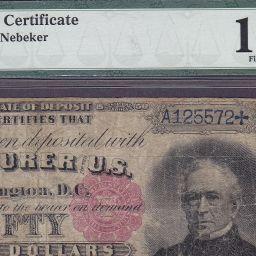 Certificate
Nebeker
1
ATE OF DEPOSIT
ERTIFIES THAT
A125572
en deposited with
URER U.S.
ngton, D.C.
to the bearer on demand
FTY
DOLLARS